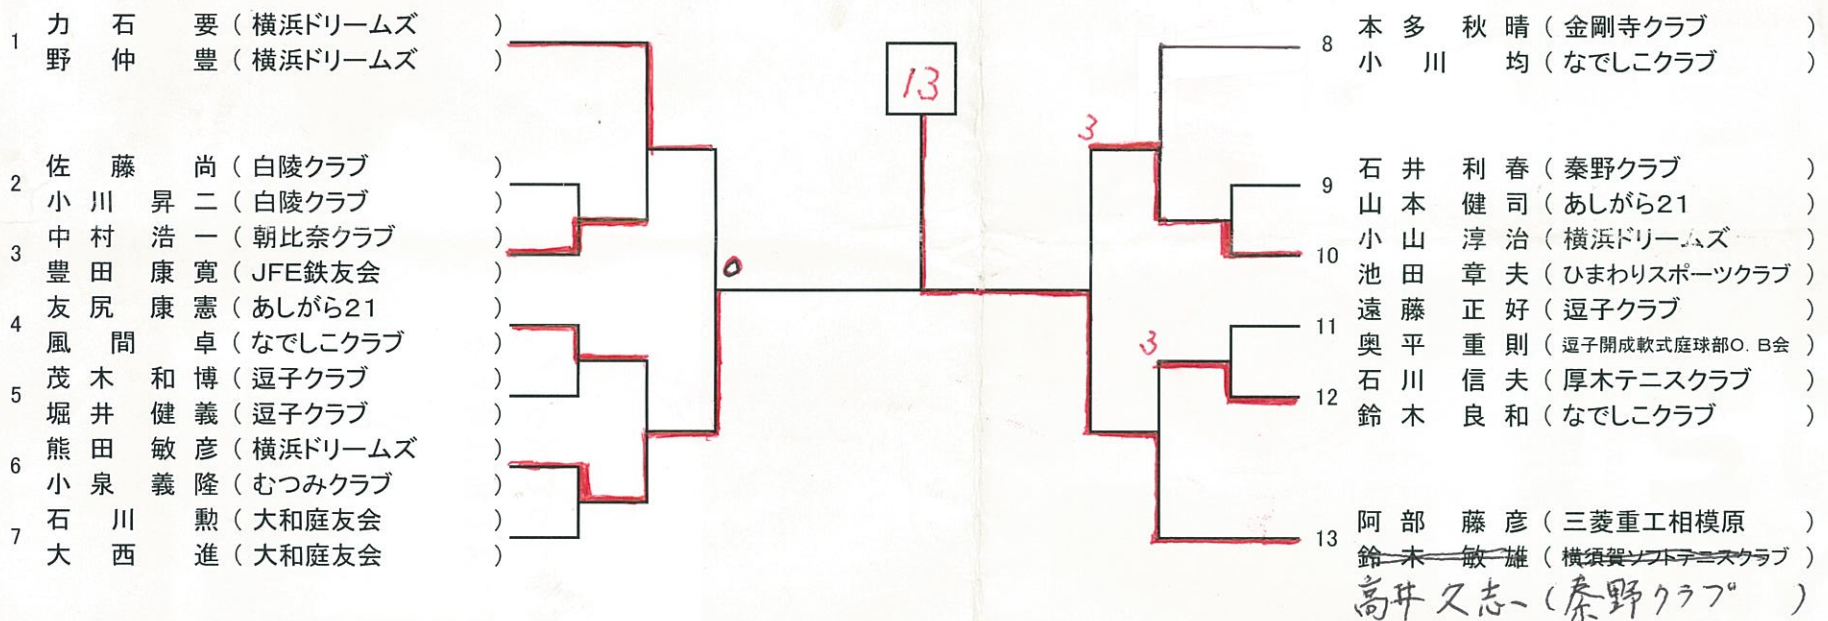 1
力石 要 ( 横浜ドリームズ )
野仲 豊 ( 横浜ドリームズ )
2
佐藤 尚 ( 白陵クラブ )
小川 昇二 ( 白陵クラブ )
3
中村 浩一 ( 朝比奈クラブ )
豊田 康寛 ( JFE鉄友会 )
4
友尻 康憲 ( あしがら21 )
風間 卓 ( なでしこクラブ )
5
茂木 和博 ( 逗子クラブ )
堀井 健義 ( 逗子クラブ )
6
熊田 敏彦 ( 横浜ドリームズ )
小泉 義隆 ( むつみクラブ )
7
石川 勲 ( 大和庭友会 )
大西 進 ( 大和庭友会 )
0
13
3
3
8
本多 秋晴 ( 金剛寺クラブ )
小川 均 ( なでしこクラブ )
9
石井 利春 ( 秦野クラブ )
山本 健司 ( あしがら21 )
10
小山 淳治 ( 横浜ドリームズ )
池田 章夫 ( ひまわりスポーツクラブ )
11
遠藤 正好 ( 逗子クラブ )
奥平 重則 ( 逗子開成軟式庭球部O.B会 )
12
石川 信夫 ( 厚木テニスクラブ )
鈴木 良和 ( なでしこクラブ )
13
阿部 藤彦 ( 三菱重工相模原 )
鈴木 敏雄 ( 横須賀ソフトテニスクラブ )
高井 久志 ( 秦野クラブ )